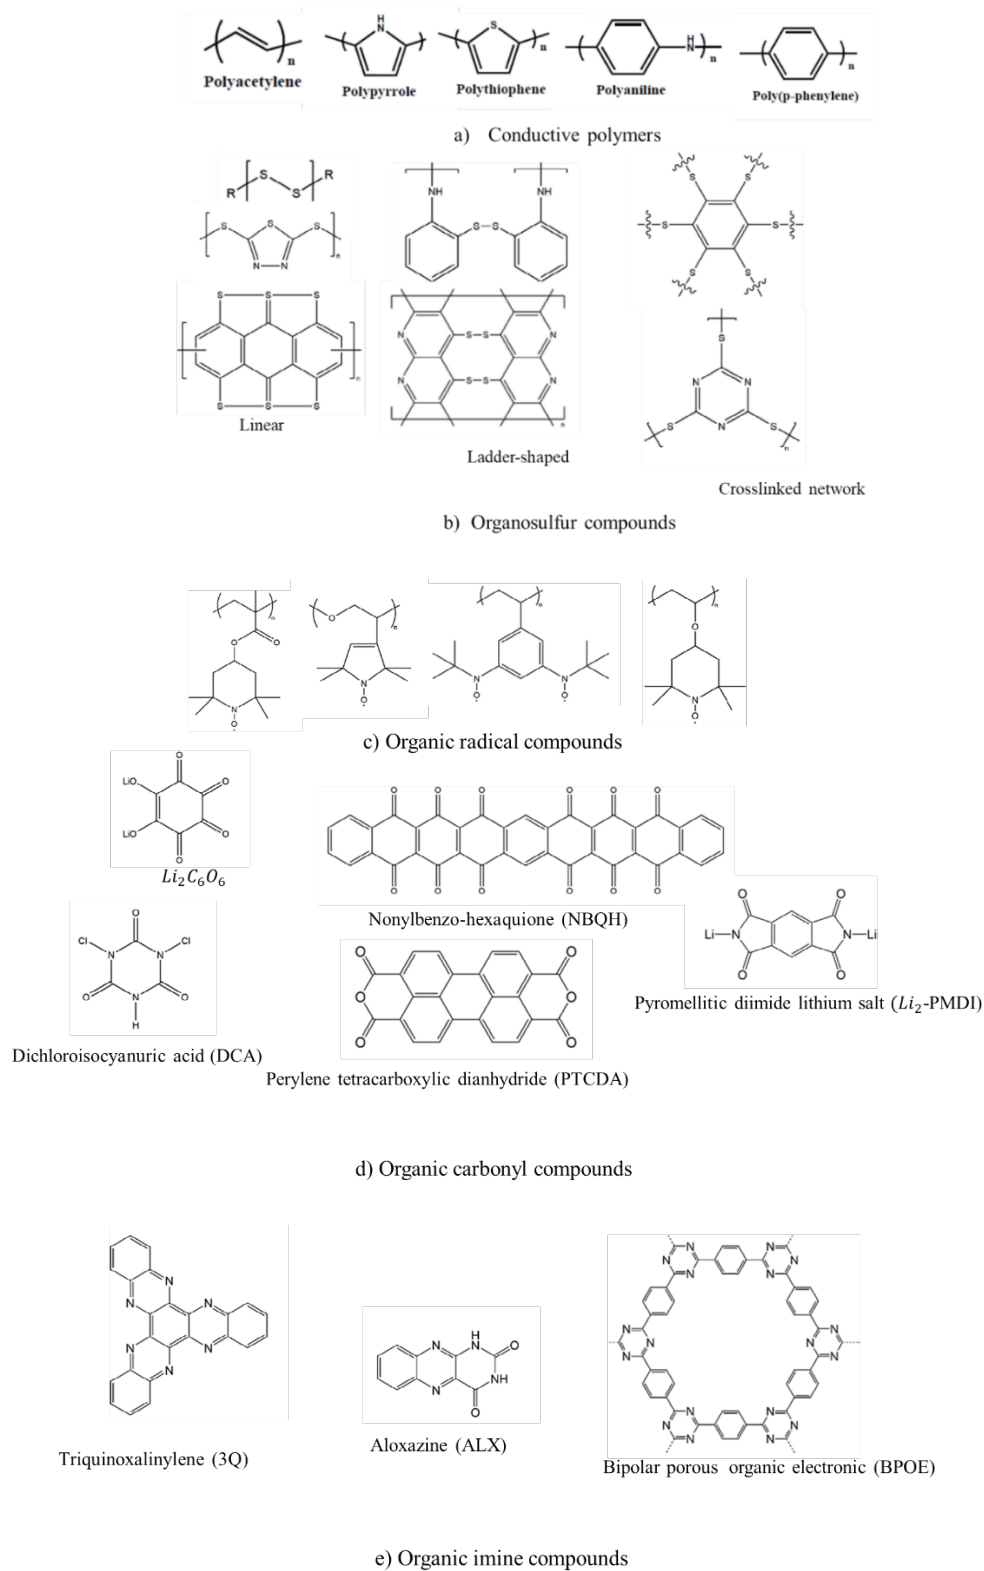 Polyacetylene
Polypyrrole
Polythiophene
Polyaniline
Poly(p-phenylene)
a) Conductive polymers
Linear
Ladder-shaped
Crosslinked network
b) Organosulfur compounds
c) Organic radical compounds
Li₂C₆O₆
Nonylbenzo-hexaquione (NBQH)
Pyromellitic diimide lithium salt (Li₂-PMDI)
Dichloroisocyanuric acid (DCA)
Perylene tetracarboxylic dianhydride (PTCDA)
d) Organic carbonyl compounds
Triquinoxalinylene (3Q)
Aloxazine (ALX)
Bipolar porous organic electronic (BPOE)
e) Organic imine compounds